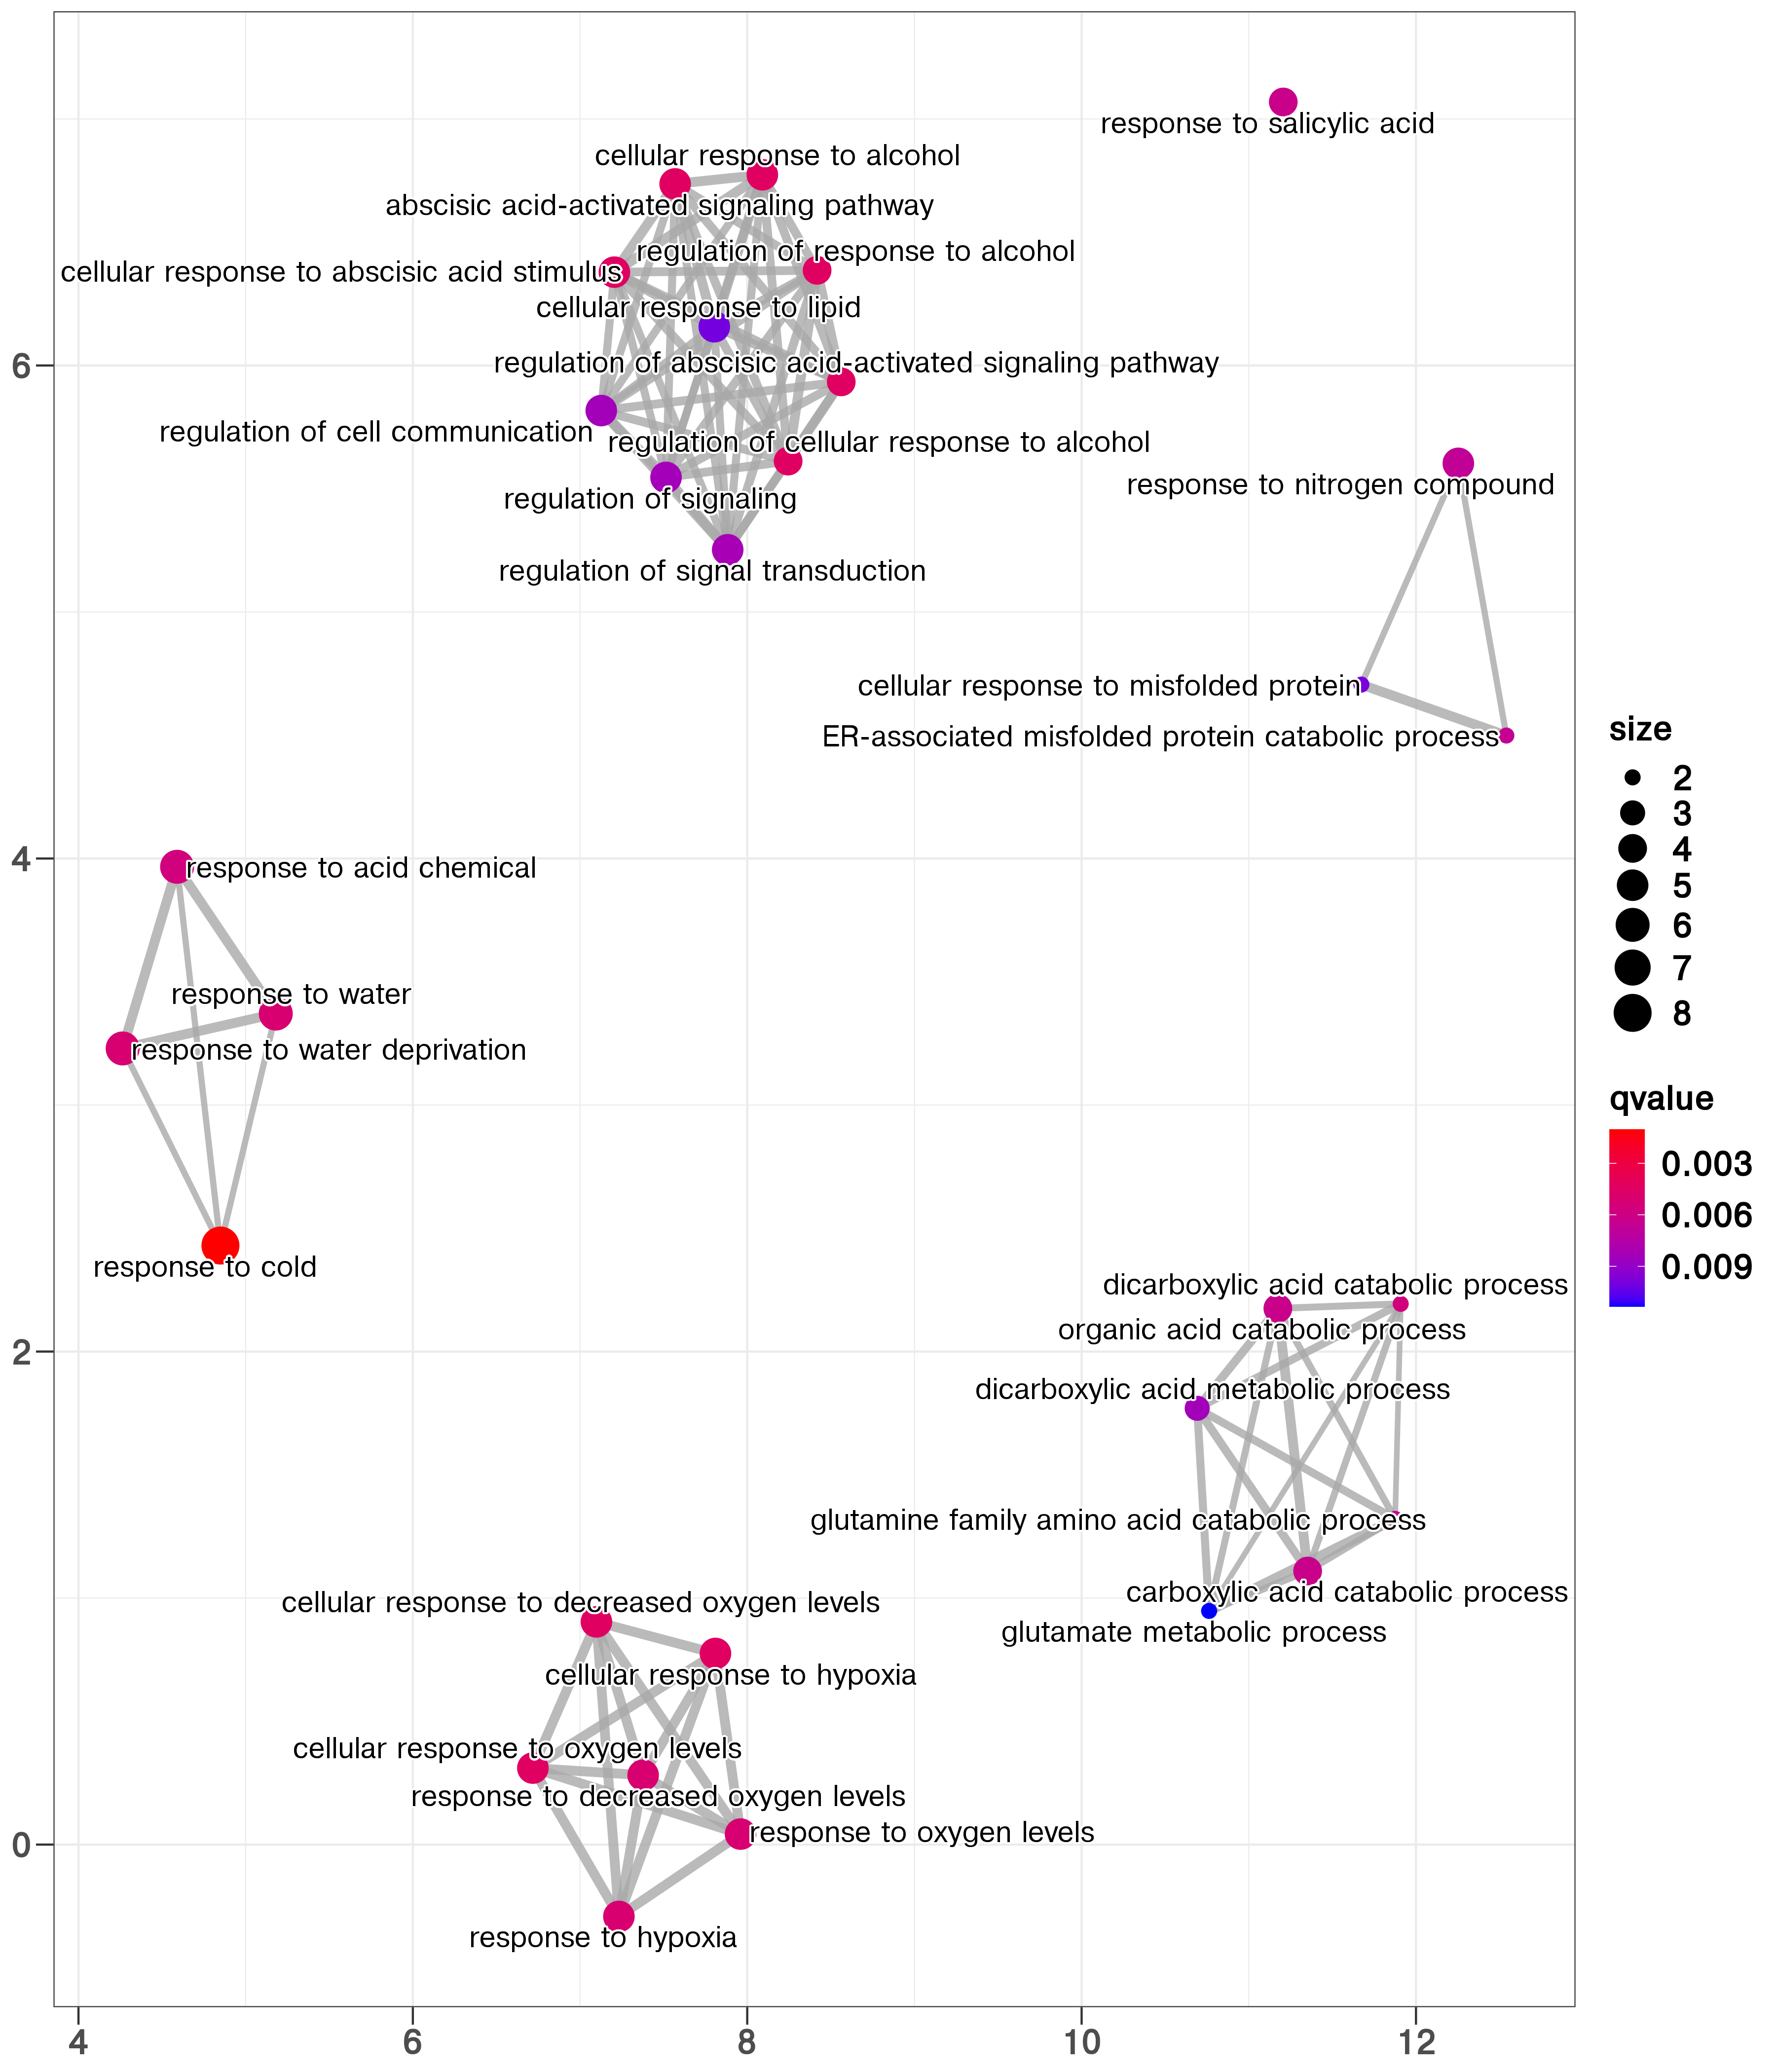 response to salicylic acid
cellular response to alcohol
abscisic acid-activated signaling pathway
regulation of response to alcohol
cellular response to abscisic acid stimulus
cellular response to lipid
regulation of abscisic acid-activated signaling pathway
regulation of cell communication
regulation of cellular response to alcohol
response to nitrogen compound
regulation of signaling
regulation of signal transduction
cellular response to misfolded protein
ER-associated misfolded protein catabolic process
response to acid chemical
response to water
response to water deprivation
response to cold
dicarboxylic acid catabolic process
organic acid catabolic process
dicarboxylic acid metabolic process
glutamine family amino acid catabolic process
carboxylic acid catabolic process
glutamate metabolic process
cellular response to decreased oxygen levels
cellular response to hypoxia
cellular response to oxygen levels
response to decreased oxygen levels
response to oxygen levels
response to hypoxia
6
4
2
0
4 6 8 10 12
size
2
3
4
5
6
7
8
qvalue
0.003
0.006
0.009